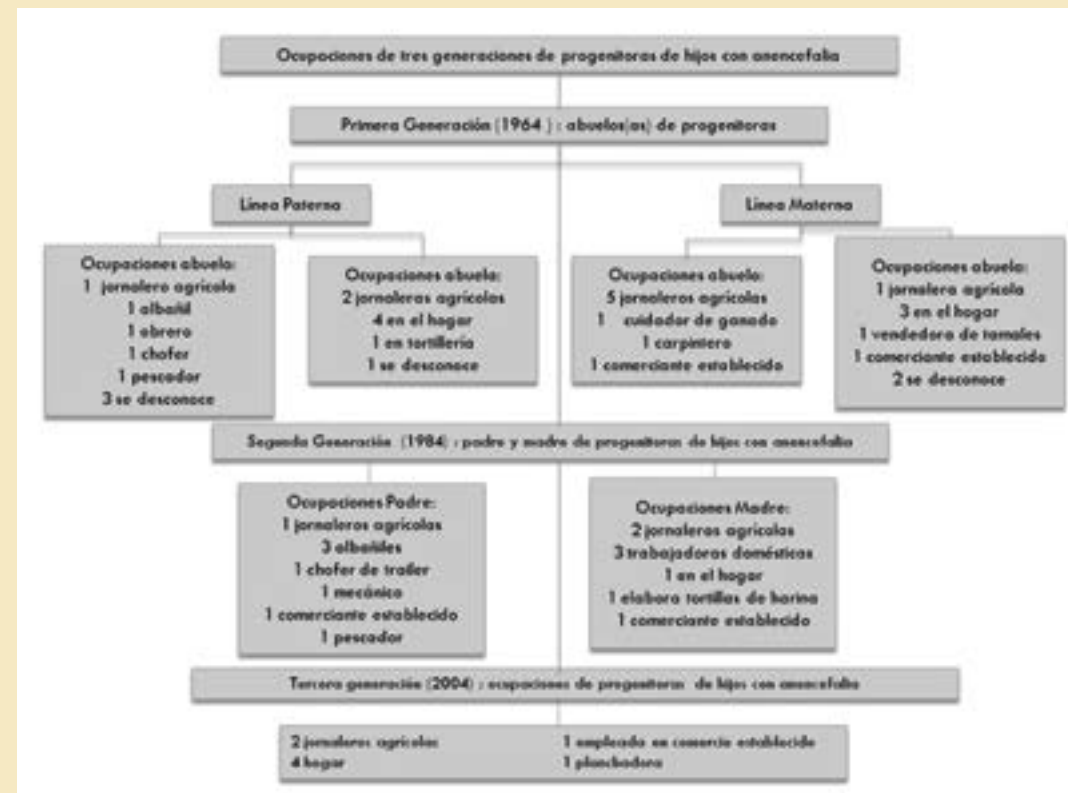 Ocupaciones de tres generaciones de progenitoras de hijos con anencefalia
Primera Generación (1964 ) : abuelos(as) de progenitoras
Línea Paterna
Línea Materna
Ocupaciones abuelo:
1 jornalero agrícola
1 albañil
1 obrero
1 chofer
1 pescador
3 se desconoce
Ocupaciones abuela:
2 jornaleras agrícolas
4 en el hogar
1 en tortillería
1 se desconoce
Ocupaciones abuelo:
5 jornaleros agrícolas
1 cuidador de ganado
1 carpintero
1 comerciante establecido
Ocupaciones abuela:
1 jornalera agrícola
3 en el hogar
1 vendedora de tamales
1 comerciante establecido
2 se desconoce
Segunda Generación (1984) : padre y madre de progenitoras de hijos con anencefalia
Ocupaciones Padre:
1 jornaleros agrícolas
3 albañiles
1 chofer de trailer
1 mecánico
1 comerciante establecido
1 pescador
Ocupaciones Madre:
2 jornaleros agrícolas
3 trabajadoras domésticas
1 en el hogar
1 elabora tortillas de harina
1 comerciante establecido
Tercera generación (2004) : ocupaciones de progenitoras de hijos con anencefalia
2 jornaleros agrícolas
4 hogar
1 empleada en comercio establecido
1 planchadora